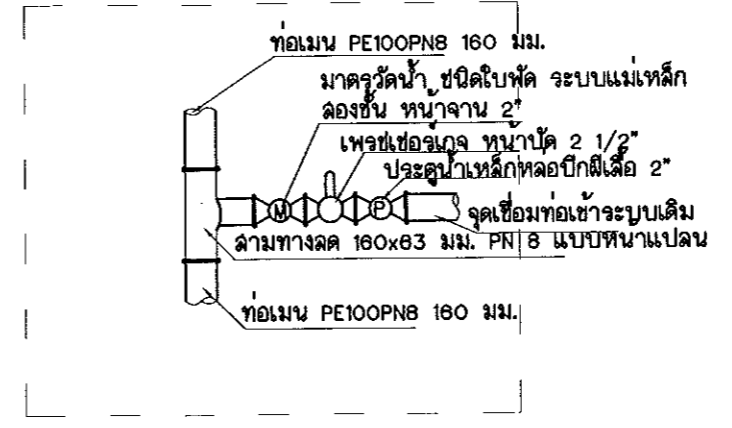 ท่อเมน PE100PN8 160 มม.
มาตรวัดน้ำ ชนิดใบพัด ระบบแม่เหล็ก
สองชั้น หน้าจาน 2"
เพรชเชอรเกจ หน้าปัด 2 1/2"
ประตูน้ำเหล็กหล่อปีกผีเสื้อ 2"
M
P
จุดเชื่อมท่อเข้าระบบเดิม
สามทางลด 160x63 มม. PN 8 แบบหน้าแปลน
ท่อเมน PE100PN8 160 มม.